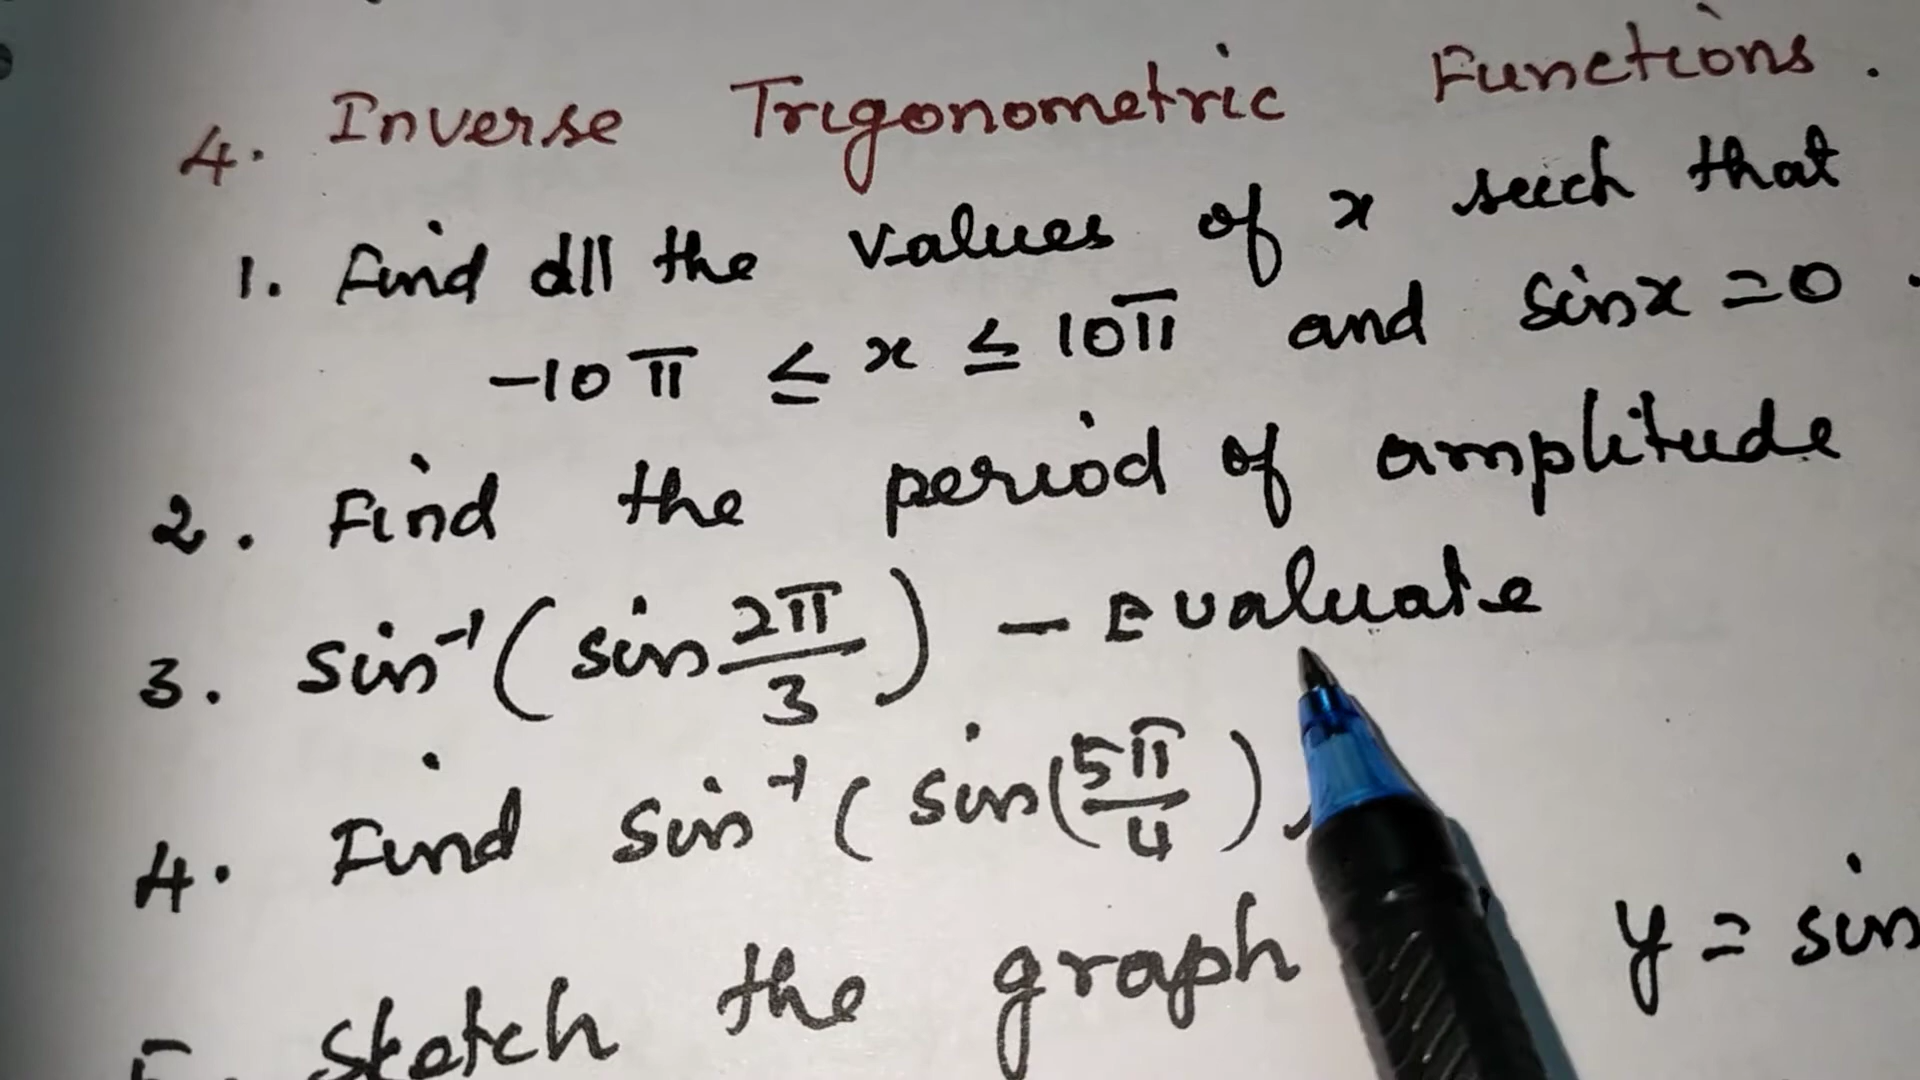 4. Inverse Trigonometric Functions.
1. Find all the values of x such that
-10π ≤ x ≤ 10π and sinx = 0.
2. Find the period of amplitude
3. sin⁻¹(sin 2π/3) - Evaluate
4. Find sin⁻¹(sin(5π/4)
5. Sketch the graph y = sin